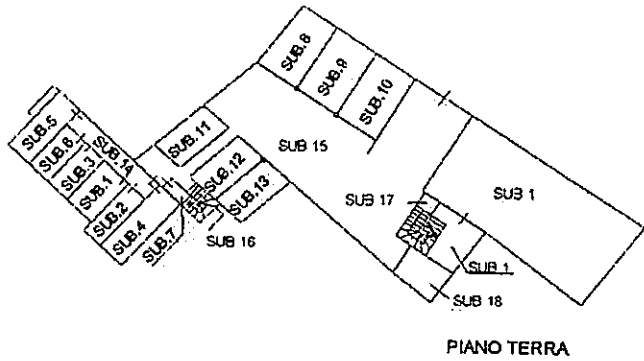 SUB.8
SUB.9
SUB.10
SUB.5
SUB.6
SUB.3
SUB.1
SUB.2
SUB.4
SUB.7
SUB.14
SUB.11
SUB.12
SUB.13
SUB 15
SUB 16
SUB 17
SUB 1
SUB 1
SUB 18
PIANO TERRA